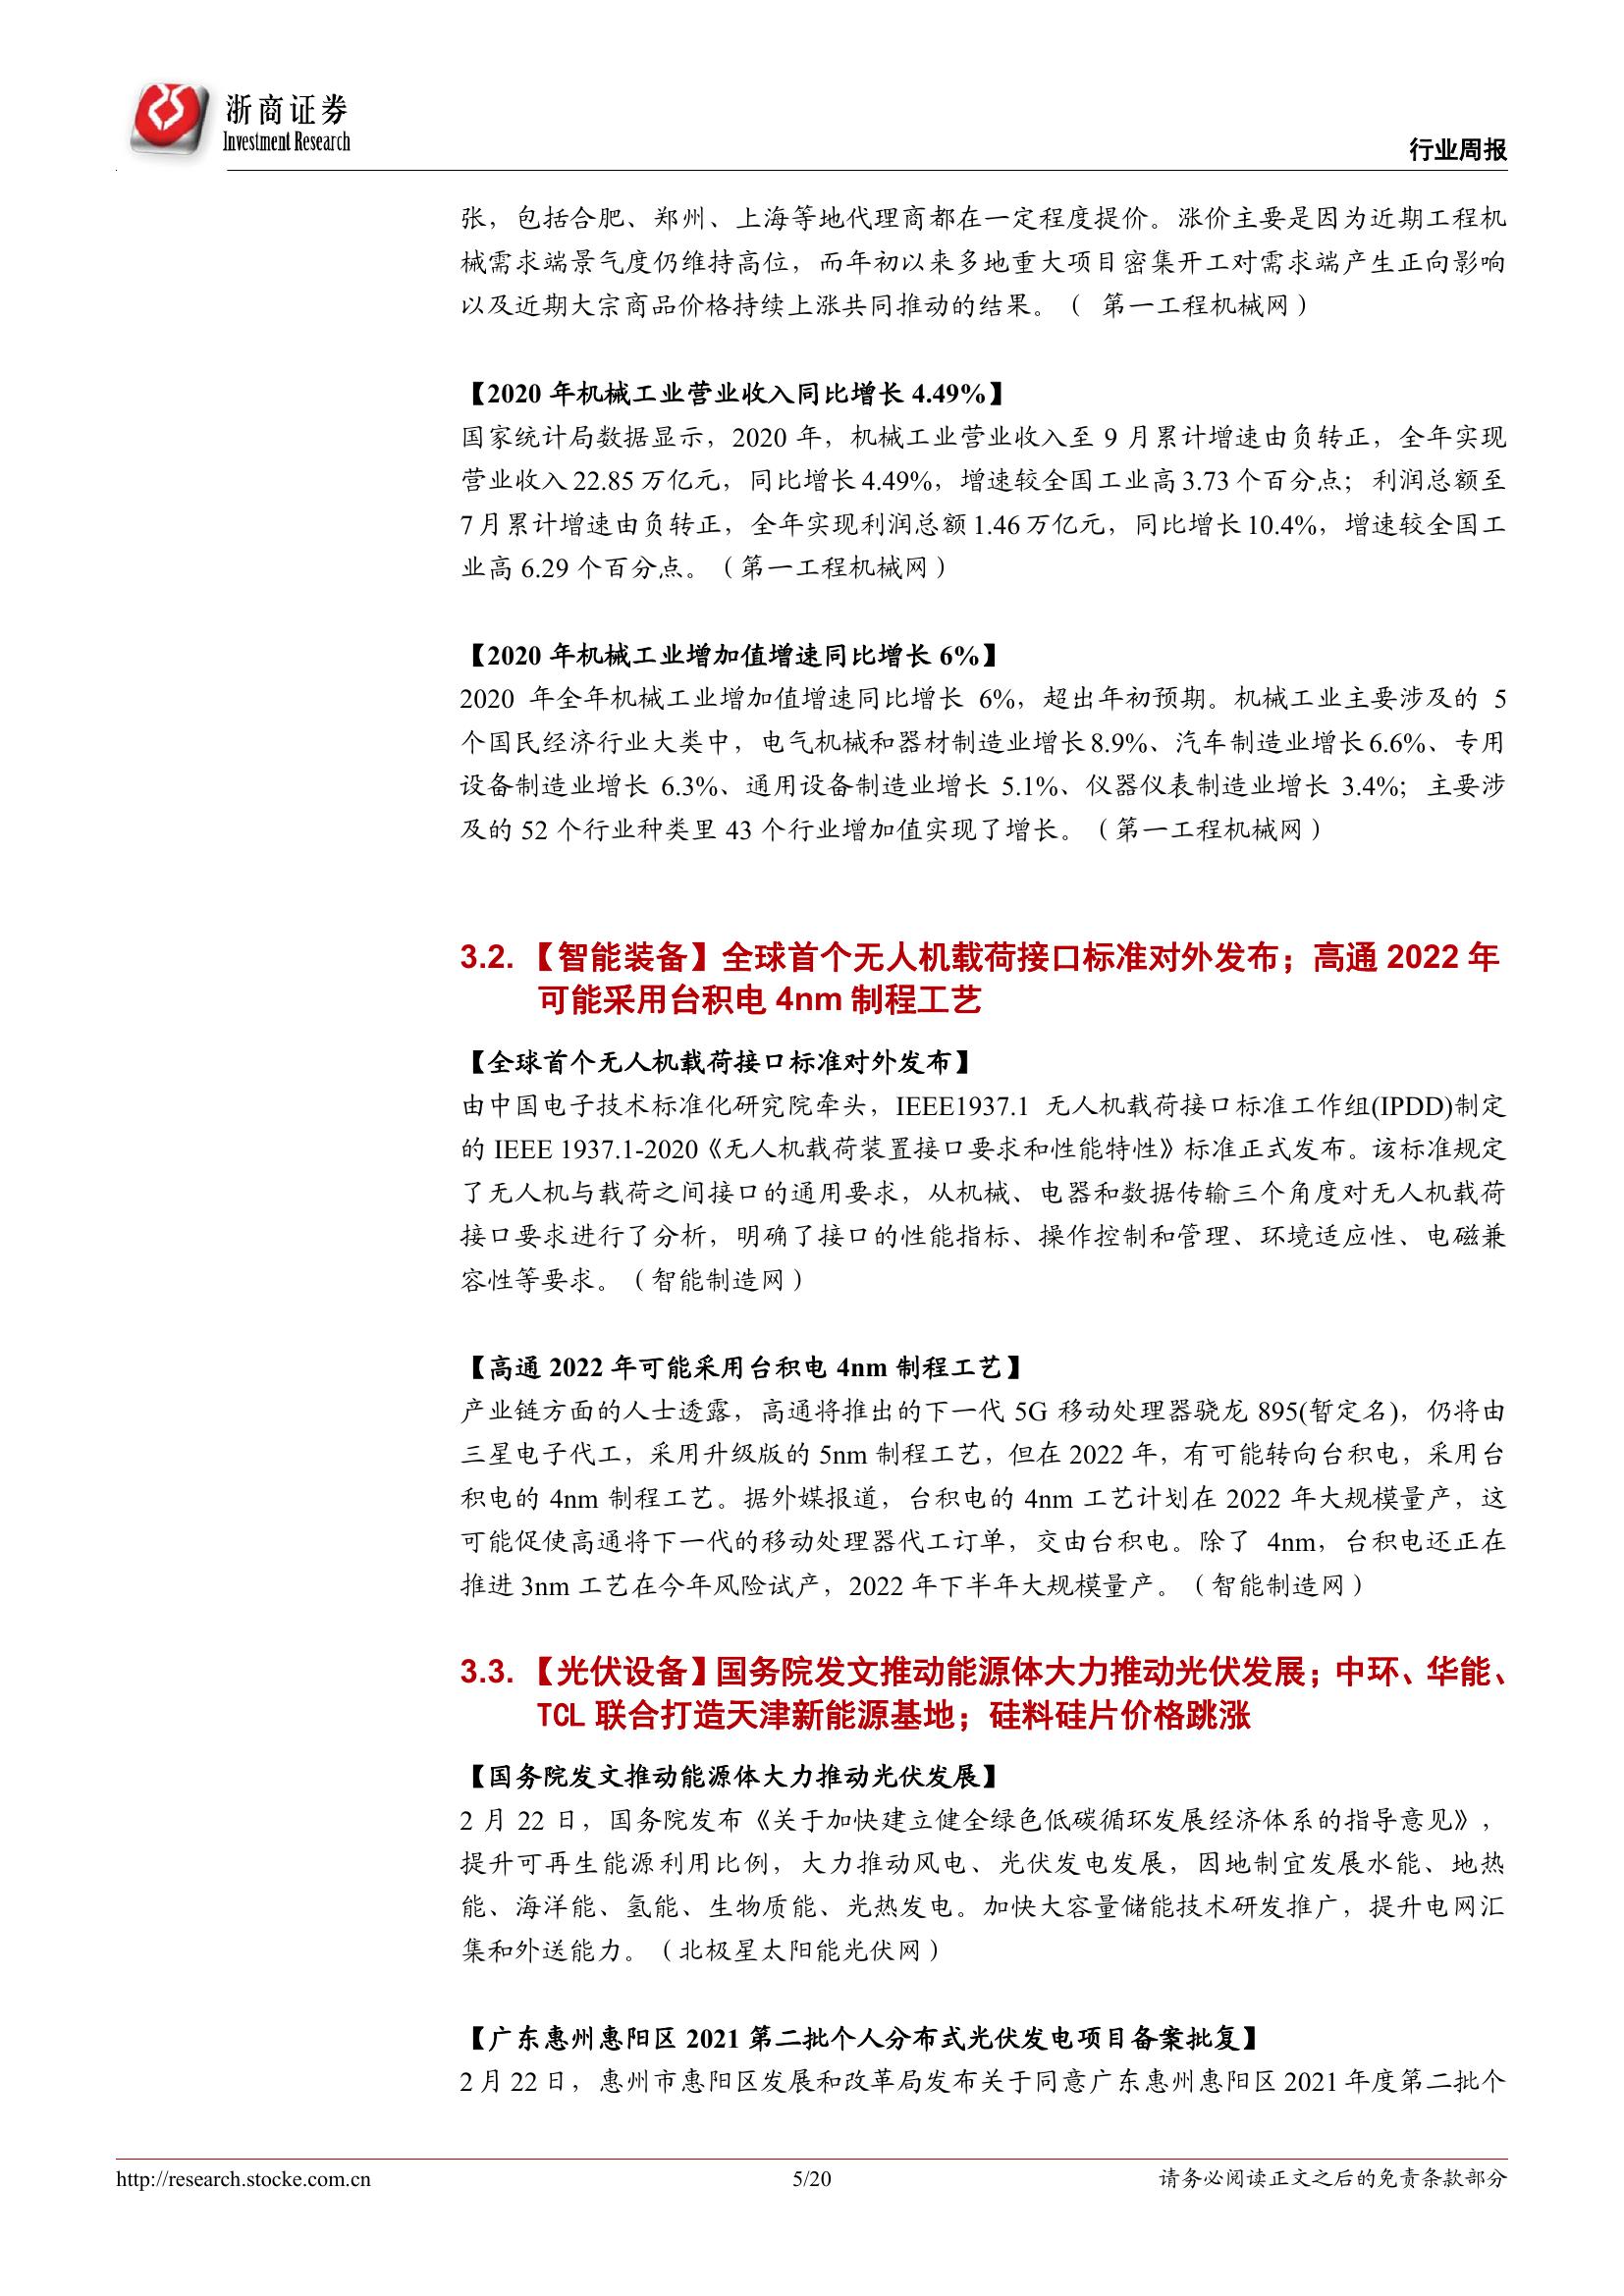 浙商证券
Investment Research
行业周报
张，包括合肥、郑州、上海等地代理商都在一定程度提价。涨价主要是因为近期工程机
械需求端景气度仍维持高位，而年初以来多地重大项目密集开工对需求端产生正向影响
以及近期大宗商品价格持续上涨共同推动的结果。（ 第一工程机械网）
【2020 年机械工业营业收入同比增长 4.49%】
国家统计局数据显示，2020 年，机械工业营业收入至 9 月累计增速由负转正，全年实现
营业收入 22.85 万亿元，同比增长 4.49%，增速较全国工业高 3.73 个百分点；利润总额至
7 月累计增速由负转正，全年实现利润总额 1.46 万亿元，同比增长 10.4%，增速较全国工
业高 6.29 个百分点。（第一工程机械网）
【2020 年机械工业增加值增速同比增长 6%】
2020 年全年机械工业增加值增速同比增长 6%，超出年初预期。机械工业主要涉及的 5
个国民经济行业大类中，电气机械和器材制造业增长 8.9%、汽车制造业增长 6.6%、专用
设备制造业增长 6.3%、通用设备制造业增长 5.1%、仪器仪表制造业增长 3.4%；主要涉
及的 52 个行业种类里 43 个行业增加值实现了增长。（第一工程机械网）
3.2. 【智能装备】全球首个无人机载荷接口标准对外发布；高通 2022 年
可能采用台积电 4nm 制程工艺
【全球首个无人机载荷接口标准对外发布】
由中国电子技术标准化研究院牵头，IEEE1937.1 无人机载荷接口标准工作组(IPDD)制定
的 IEEE 1937.1-2020《无人机载荷装置接口要求和性能特性》标准正式发布。该标准规定
了无人机与载荷之间接口的通用要求，从机械、电器和数据传输三个角度对无人机载荷
接口要求进行了分析，明确了接口的性能指标、操作控制和管理、环境适应性、电磁兼
容性等要求。（智能制造网）
【高通 2022 年可能采用台积电 4nm 制程工艺】
产业链方面的人士透露，高通将推出的下一代 5G 移动处理器骁龙 895(暂定名)，仍将由
三星电子代工，采用升级版的 5nm 制程工艺，但在 2022 年，有可能转向台积电，采用台
积电的 4nm 制程工艺。据外媒报道，台积电的 4nm 工艺计划在 2022 年大规模量产，这
可能促使高通将下一代的移动处理器代工订单，交由台积电。除了 4nm，台积电还正在
推进 3nm 工艺在今年风险试产，2022 年下半年大规模量产。（智能制造网）
3.3. 【光伏设备】国务院发文推动能源体大力推动光伏发展；中环、华能、
TCL 联合打造天津新能源基地；硅料硅片价格跳涨
【国务院发文推动能源体大力推动光伏发展】
2 月 22 日，国务院发布《关于加快建立健全绿色低碳循环发展经济体系的指导意见》，
提升可再生能源利用比例，大力推动风电、光伏发电发展，因地制宜发展水能、地热
能、海洋能、氢能、生物质能、光热发电。加快大容量储能技术研发推广，提升电网汇
集和外送能力。（北极星太阳能光伏网）
【广东惠州惠阳区 2021 第二批个人分布式光伏发电项目备案批复】
2 月 22 日，惠州市惠阳区发展和改革局发布关于同意广东惠州惠阳区 2021 年度第二批个
http://research.stocke.com.cn
5/20
请务必阅读正文之后的免责条款部分